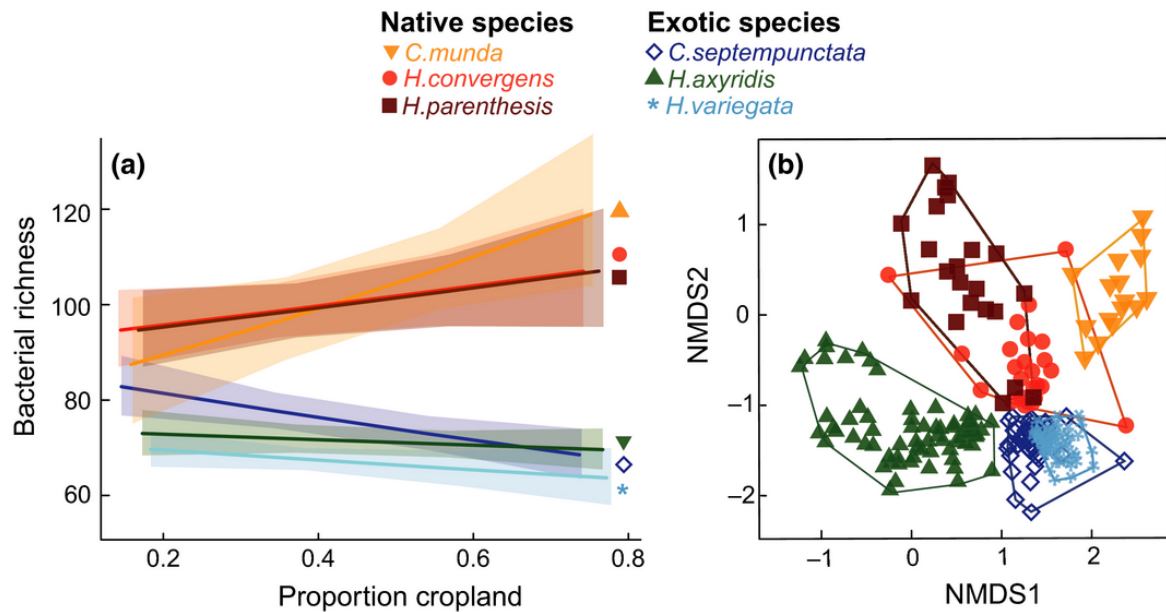 Native species
C.munda
H.convergens
H.parenthesis
Exotic species
C.septempunctata
H.axyridis
H.variegata
(a)
Bacterial richness
120
100
80
60
0.2
0.4
0.6
0.8
Proportion cropland
(b)
NMDS2
1
0
–1
–2
–1
0
1
2
NMDS1